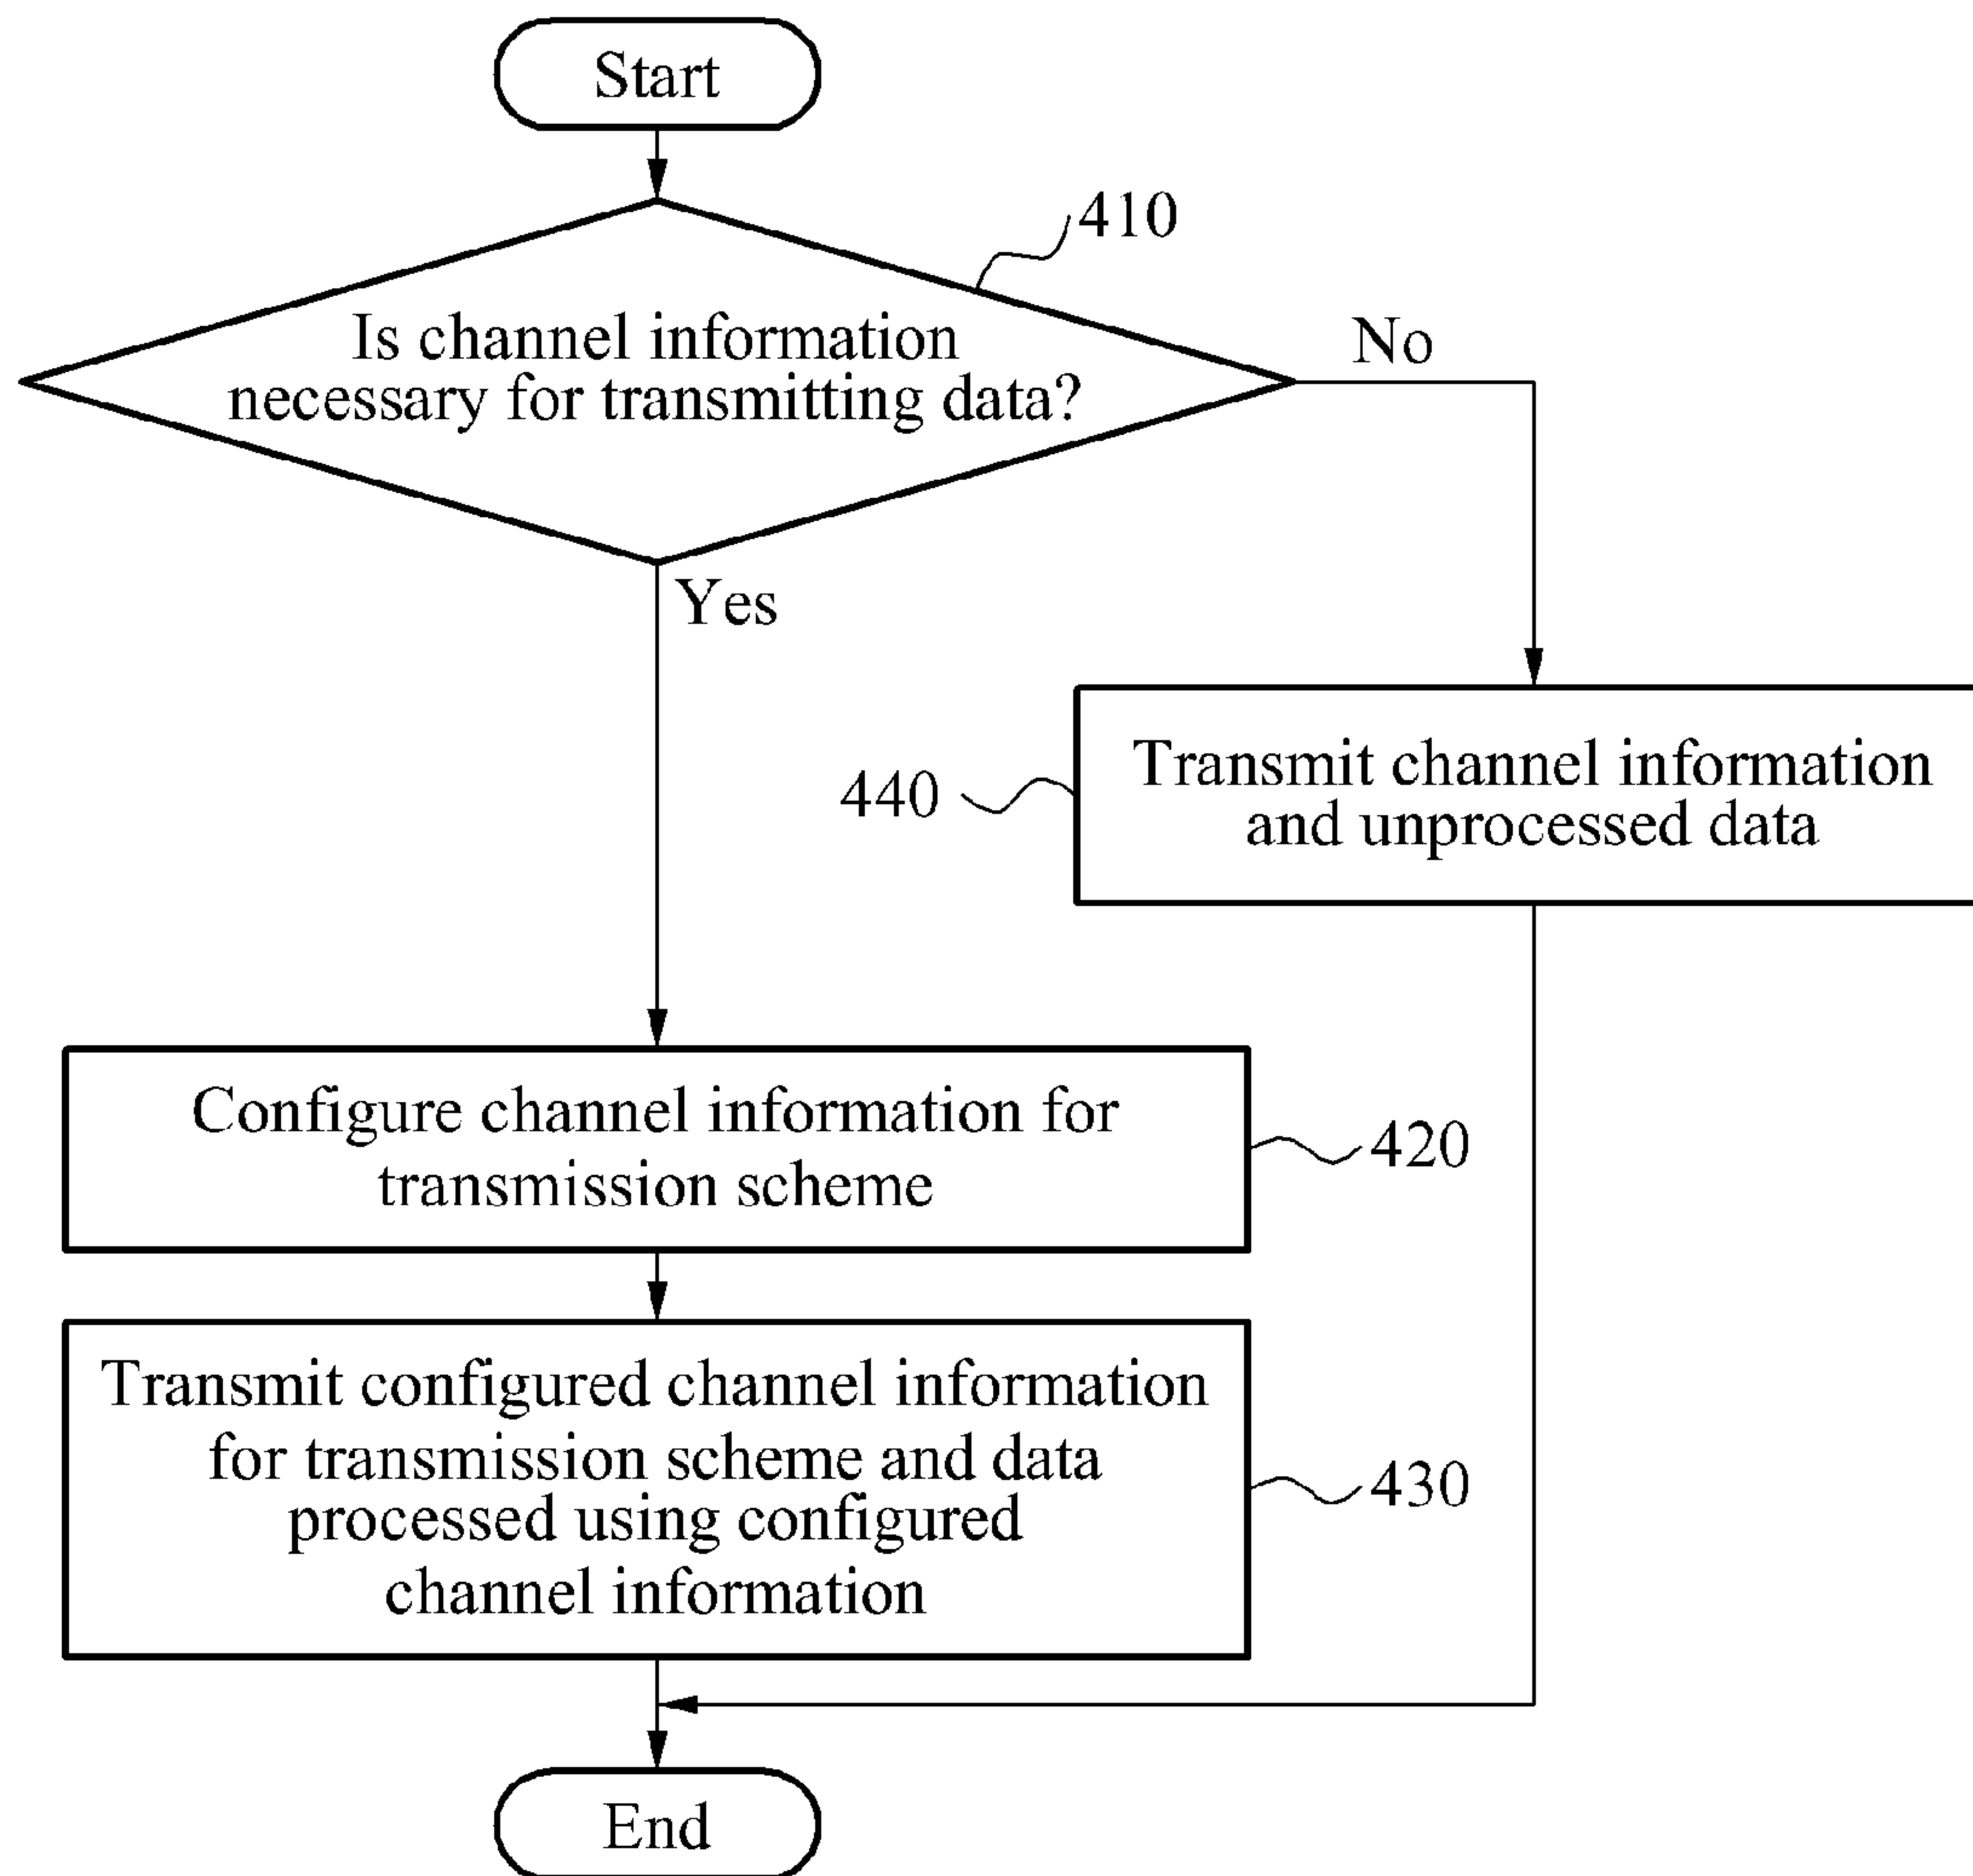 Start
410
Is channel information
necessary for transmitting data?
No
Yes
Transmit channel information
and unprocessed data
440
Configure channel information for
transmission scheme
420
Transmit configured channel information
for transmission scheme and data
processed using configured
channel information
430
End